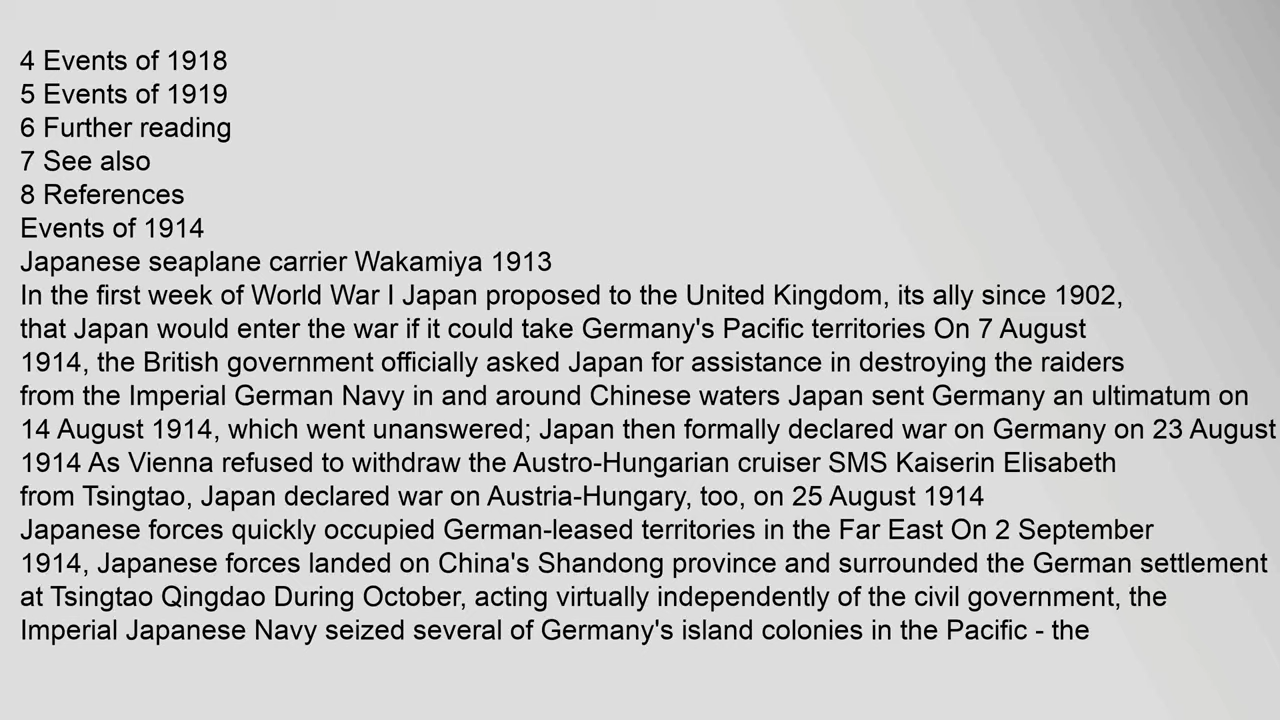 4 Events of 1918
5 Events of 1919
6 Further reading
7 See also
8 References
Events of 1914
Japanese seaplane carrier Wakamiya 1913
In the first week of World War I Japan proposed to the United Kingdom, its ally since 1902,
that Japan would enter the war if it could take Germany's Pacific territories On 7 August
1914, the British government officially asked Japan for assistance in destroying the raiders
from the Imperial German Navy in and around Chinese waters Japan sent Germany an ultimatum on
14 August 1914, which went unanswered; Japan then formally declared war on Germany on 23 August
1914 As Vienna refused to withdraw the Austro-Hungarian cruiser SMS Kaiserin Elisabeth
from Tsingtao, Japan declared war on Austria-Hungary, too, on 25 August 1914
Japanese forces quickly occupied German-leased territories in the Far East On 2 September
1914, Japanese forces landed on China's Shandong province and surrounded the German settlement
at Tsingtao Qingdao During October, acting virtually independently of the civil government, the
Imperial Japanese Navy seized several of Germany's island colonies in the Pacific - the